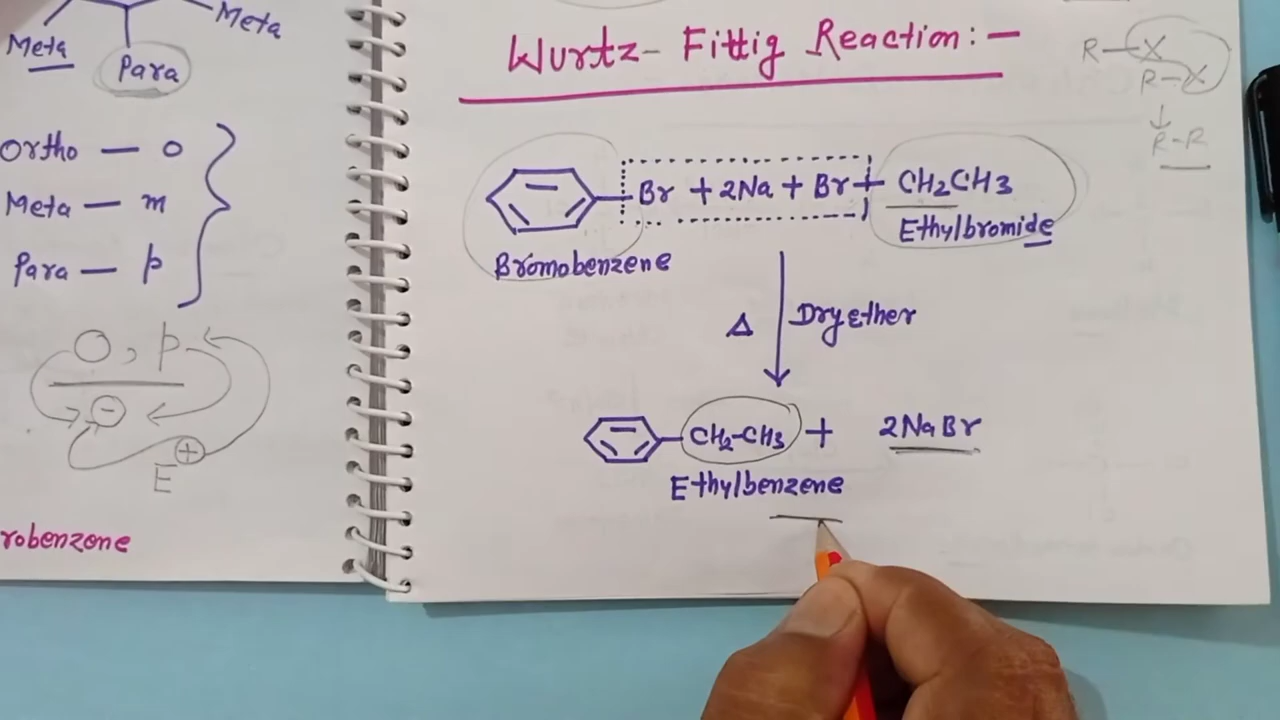 Meta
Meta
Para
Ortho — o
Meta — m
Para — p
O, p
-
E +
robenzone
Wurtz- Fittig Reaction:-
R-X
R-X
↓
R-R
Br + 2Na + Br + CH2CH3
Bromobenzene
Ethylbromide
Δ Dry Ether
CH2-CH3 + 2NaBr
Ethylbenzene